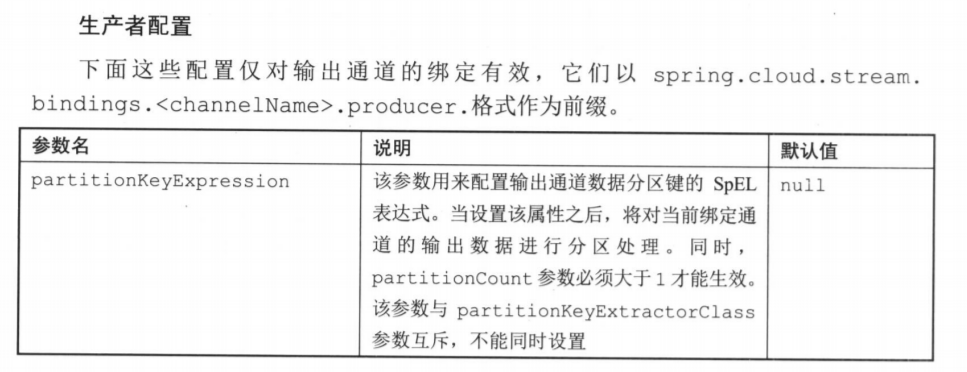 生产者配置
下面这些配置仅对输出通道的绑定有效，它们以 spring.cloud.stream.
bindings.<channelName>.producer.格式作为前缀。
参数名 说明 默认值
partitionKeyExpression 该参数用来配置输出通道数据分区键的 SpEL null
表达式。当设置该属性之后，将对当前绑定通
道的输出数据进行分区处理。同时，
partitionCount 参数必须大于1才能生效。
该参数与 partitionKeyExtractorClass
参数互斥，不能同时设置